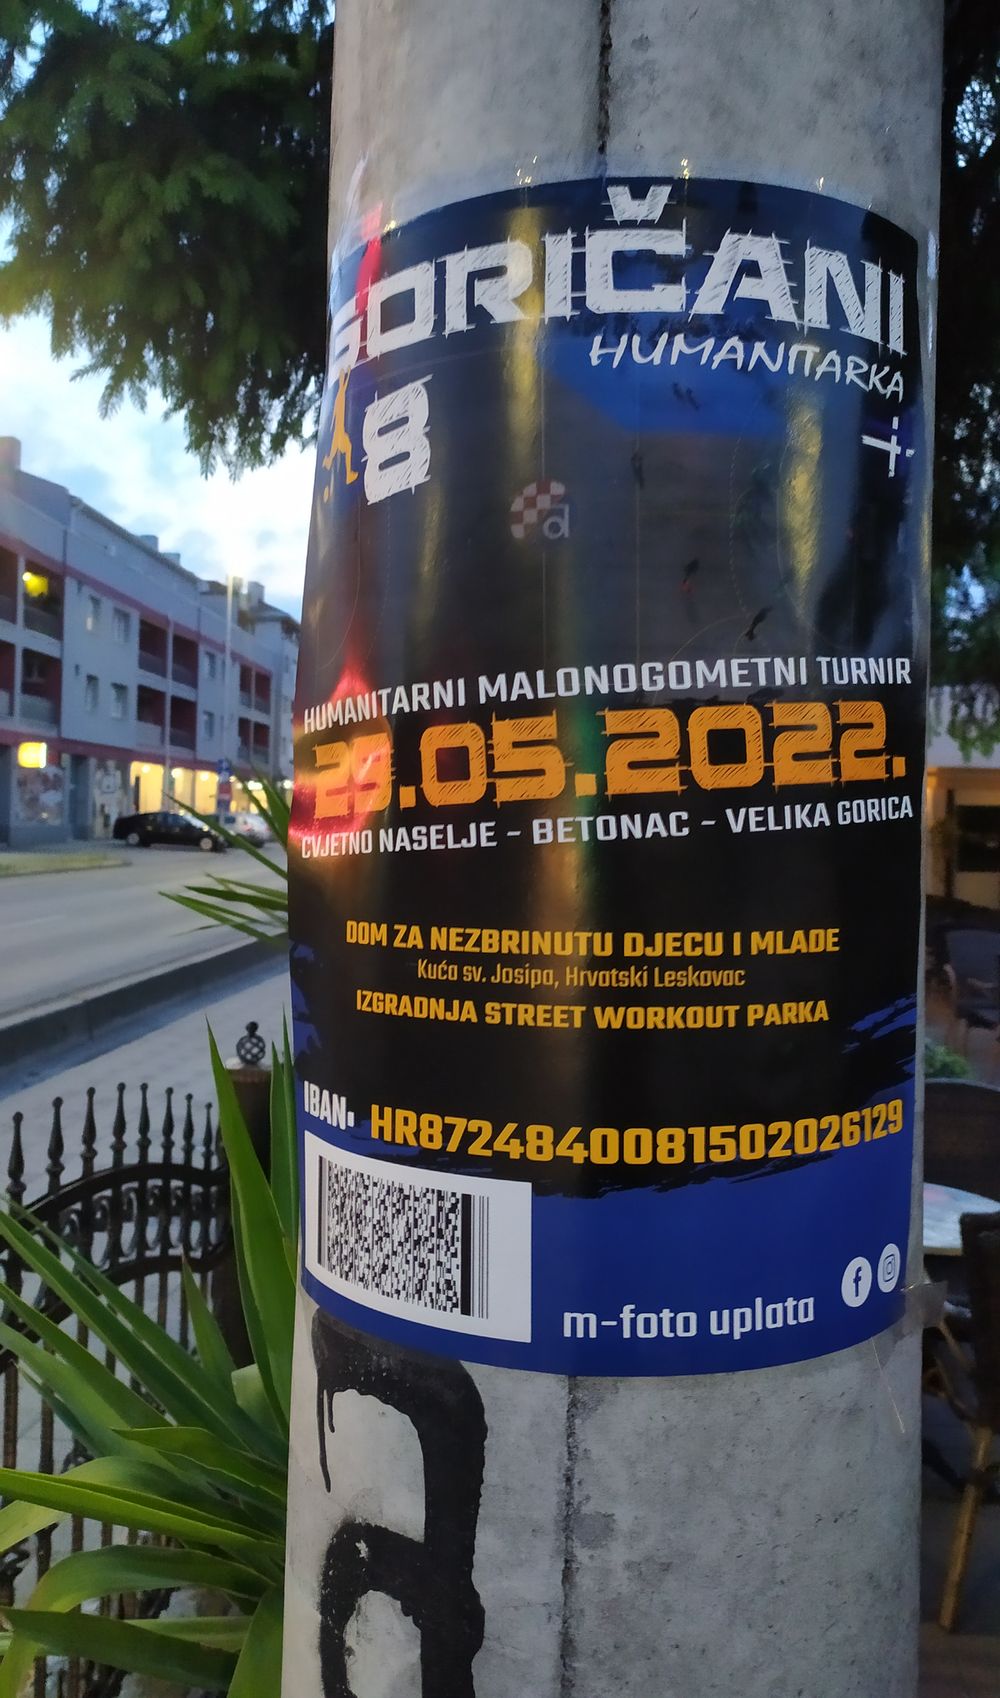 GORIČANI
HUMANITARKA
8
HUMANITARNI MALONOGOMETNI TURNIR
29.05.2022.
CVJETNO NASELJE - BETONAC - VELIKA GORICA
DOM ZA NEZBRINUTU DJECU I MLADE
Kuća sv. Josipa, Hrvatski Leskovac
IZGRADNJA STREET WORKOUT PARKA
IBAN: HR8724840081502026129
m-foto uplata